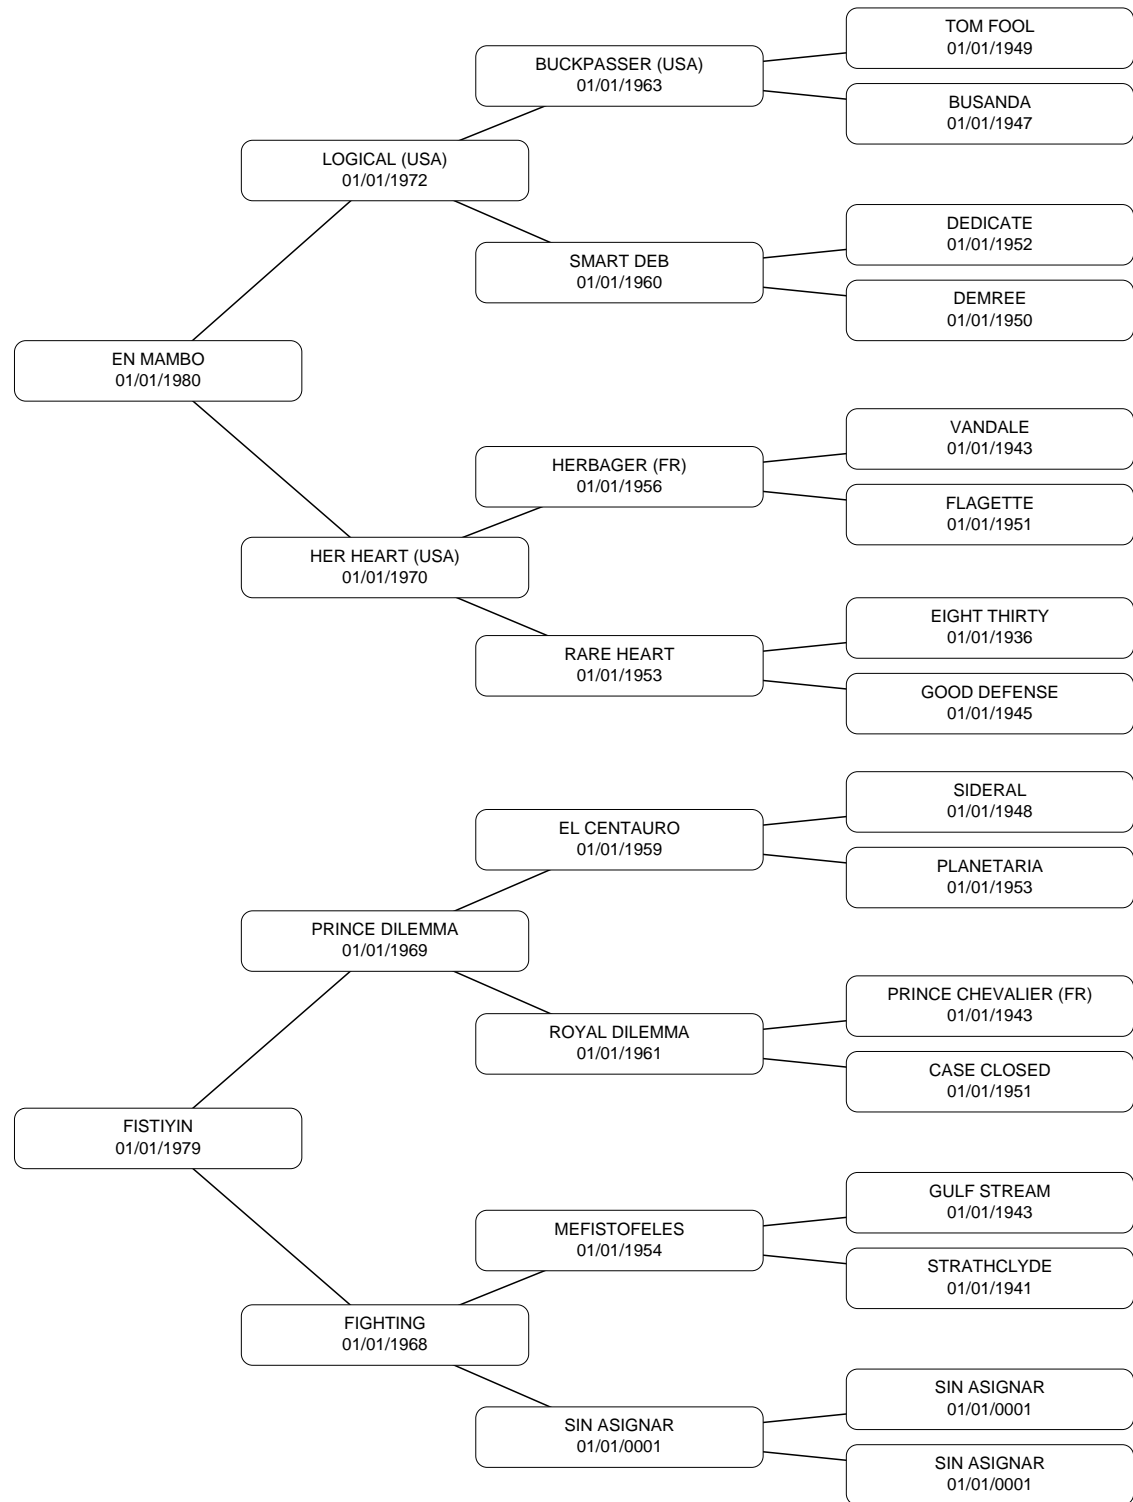 TOM FOOL
01/01/1949
BUCKPASSER (USA)
01/01/1963
BUSANDA
01/01/1947
LOGICAL (USA)
01/01/1972
DEDICATE
01/01/1952
SMART DEB
01/01/1960
DEMREE
01/01/1950
EN MAMBO
01/01/1980
VANDALE
01/01/1943
HERBAGER (FR)
01/01/1956
FLAGETTE
01/01/1951
HER HEART (USA)
01/01/1970
EIGHT THIRTY
01/01/1936
RARE HEART
01/01/1953
GOOD DEFENSE
01/01/1945
SIDERAL
01/01/1948
EL CENTAURO
01/01/1959
PLANETARIA
01/01/1953
PRINCE DILEMMA
01/01/1969
PRINCE CHEVALIER (FR)
01/01/1943
ROYAL DILEMMA
01/01/1961
CASE CLOSED
01/01/1951
FISTIYIN
01/01/1979
GULF STREAM
01/01/1943
MEFISTOFELES
01/01/1954
STRATHCLYDE
01/01/1941
FIGHTING
01/01/1968
SIN ASIGNAR
01/01/0001
SIN ASIGNAR
01/01/0001
SIN ASIGNAR
01/01/0001